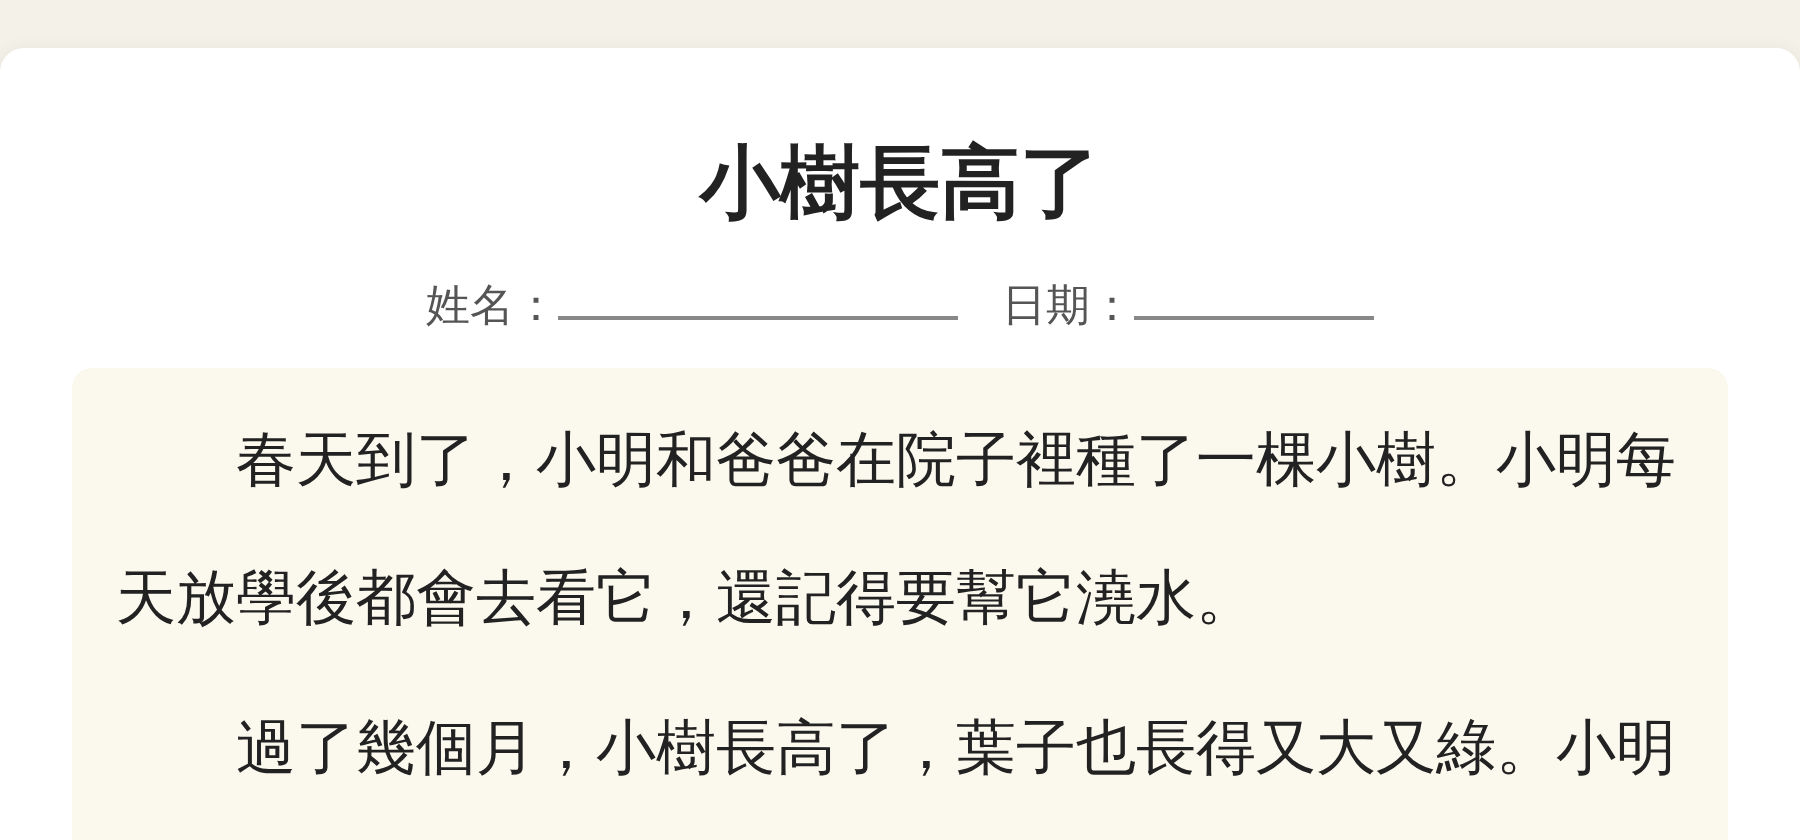 小樹長高了
姓名：　　　　日期：
春天到了，小明和爸爸在院子裡種了一棵小樹。小明每
天放學後都會去看它，還記得要幫它澆水。
過了幾個月，小樹長高了，葉子也長得又大又綠。小明